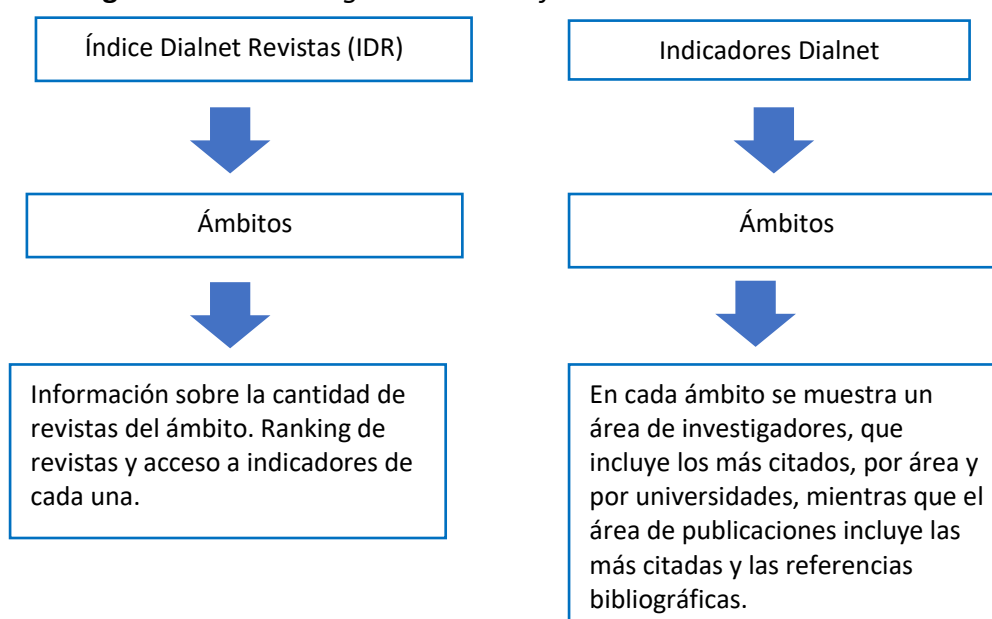 Índice Dialnet Revistas (IDR)
Ámbitos
Información sobre la cantidad de
revistas del ámbito. Ranking de
revistas y acceso a indicadores de
cada una.
Indicadores Dialnet
Ámbitos
En cada ámbito se muestra un
área de investigadores, que
incluye los más citados, por área y
por universidades, mientras que el
área de publicaciones incluye las
más citadas y las referencias
bibliográficas.